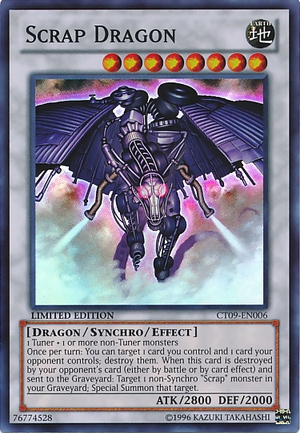 SCRAP DRAGON
EARTH
地
LIMITED EDITION
CT09-EN006
[DRAGON/SYNCHRO/EFFECT]
1 Tuner + 1 or more non-Tuner monsters
Once per turn: You can target 1 card you control and 1 card your
opponent controls; destroy them. When this card is destroyed
by your opponent's card (either by battle or by card effect) and
sent to the Graveyard: Target 1 non-Synchro "Scrap" monster in
your Graveyard; Special Summon that target.
ATK/2800 DEF/2000
76774528
©1996 KAZUKI TAKAHASHI